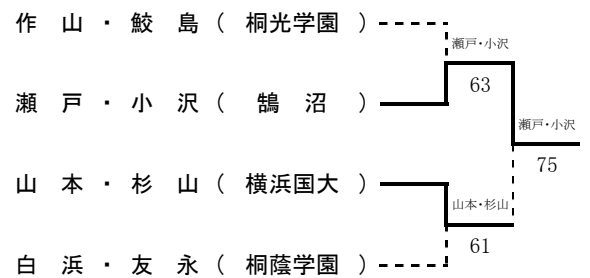 作山・鮫島(桐光学園)
瀬戸・小沢
63
瀬戸・小沢(鵠沼)
瀬戸・小沢
75
山本・杉山(横浜国大)
山本・杉山
61
白浜・友永(桐蔭学園)